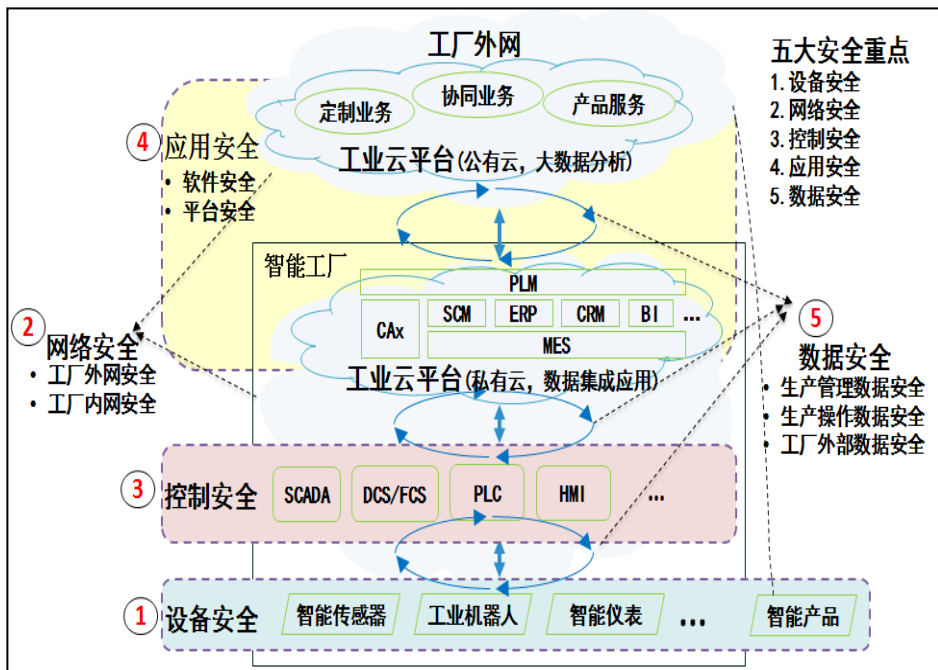 工厂外网
定制业务
协同业务
产品服务
工业云平台(公有云，大数据分析)
五大安全重点
1. 设备安全
2. 网络安全
3. 控制安全
4. 应用安全
5. 数据安全
4
应用安全
• 软件安全
• 平台安全
智能工厂
PLM
CAx
SCM
ERP
CRM
BI
...
MES
工业云平台(私有云，数据集成应用)
2
网络安全
• 工厂外网安全
• 工厂内网安全
5
数据安全
• 生产管理数据安全
• 生产操作数据安全
• 工厂外部数据安全
3
控制安全
SCADA
DCS/FCS
PLC
HMI
...
1
设备安全
智能传感器
工业机器人
智能仪表
...
智能产品